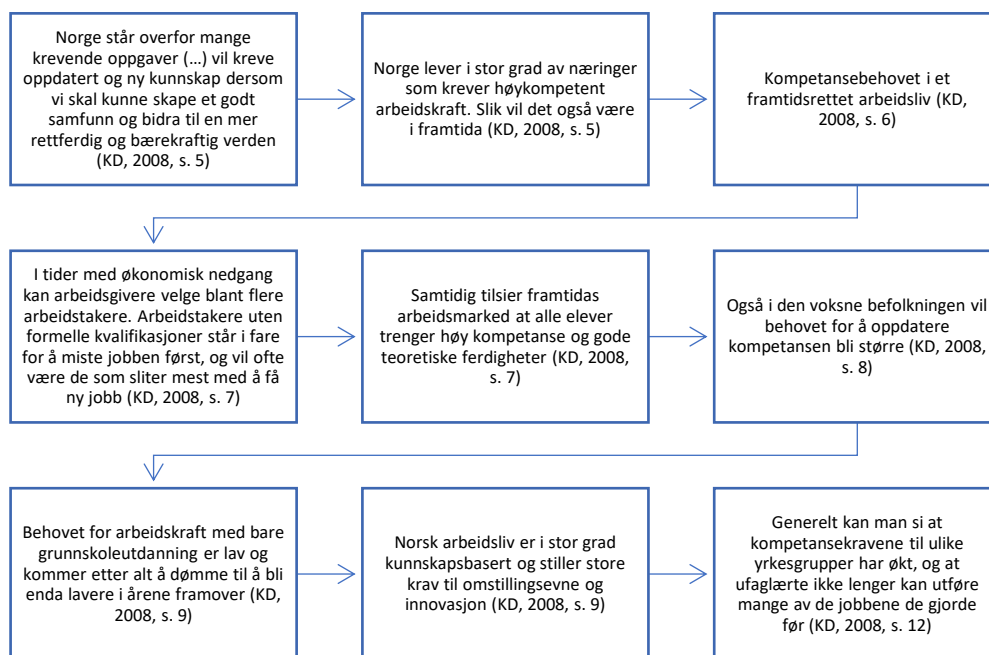 Norge står overfor mange
krevende oppgaver (…) vil kreve
oppdatert og ny kunnskap dersom
vi skal kunne skape et godt
samfunn og bidra til en mer
rettferdig og bærekraftig verden
(KD, 2008, s. 5)
Norge lever i stor grad av næringer
som krever høykompetent
arbeidskraft. Slik vil det også være
i framtida (KD, 2008, s. 5)
Kompetansebehovet i et
framtidsrettet arbeidsliv (KD,
2008, s. 6)
I tider med økonomisk nedgang
kan arbeidsgivere velge blant flere
arbeidstakere. Arbeidstakere uten
formelle kvalifikasjoner står i fare
for å miste jobben først, og vil ofte
være de som sliter mest med å få
ny jobb (KD, 2008, s. 7)
Samtidig tilsier framtidas
arbeidsmarked at alle elever
trenger høy kompetanse og gode
teoretiske ferdigheter (KD, 2008,
s. 7)
Også i den voksne befolkningen vil
behovet for å oppdatere
kompetansen bli større (KD, 2008,
s. 8)
Behovet for arbeidskraft med bare
grunnskoleutdanning er lav og
kommer etter alt å dømme til å bli
enda lavere i årene framover (KD,
2008, s. 9)
Norsk arbeidsliv er i stor grad
kunnskapsbasert og stiller store
krav til omstillingsevne og
innovasjon (KD, 2008, s. 9)
Generelt kan man si at
kompetansekravene til ulike
yrkesgrupper har økt, og at
ufaglærte ikke lenger kan utføre
mange av de jobbene de gjorde
før (KD, 2008, s. 12)